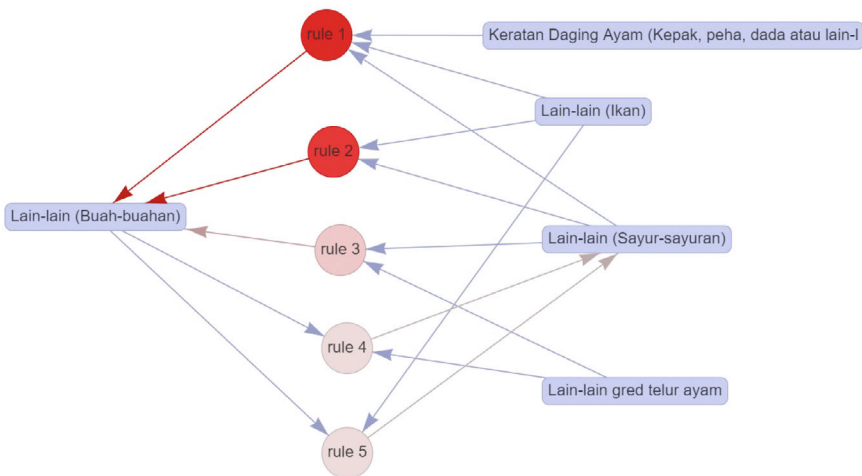 rule 1
Keratan Daging Ayam (Kepak, peha, dada atau lain-l
Lain-lain (Ikan)
rule 2
Lain-lain (Buah-buahan)
Lain-lain (Sayur-sayuran)
rule 3
rule 4
Lain-lain gred telur ayam
rule 5